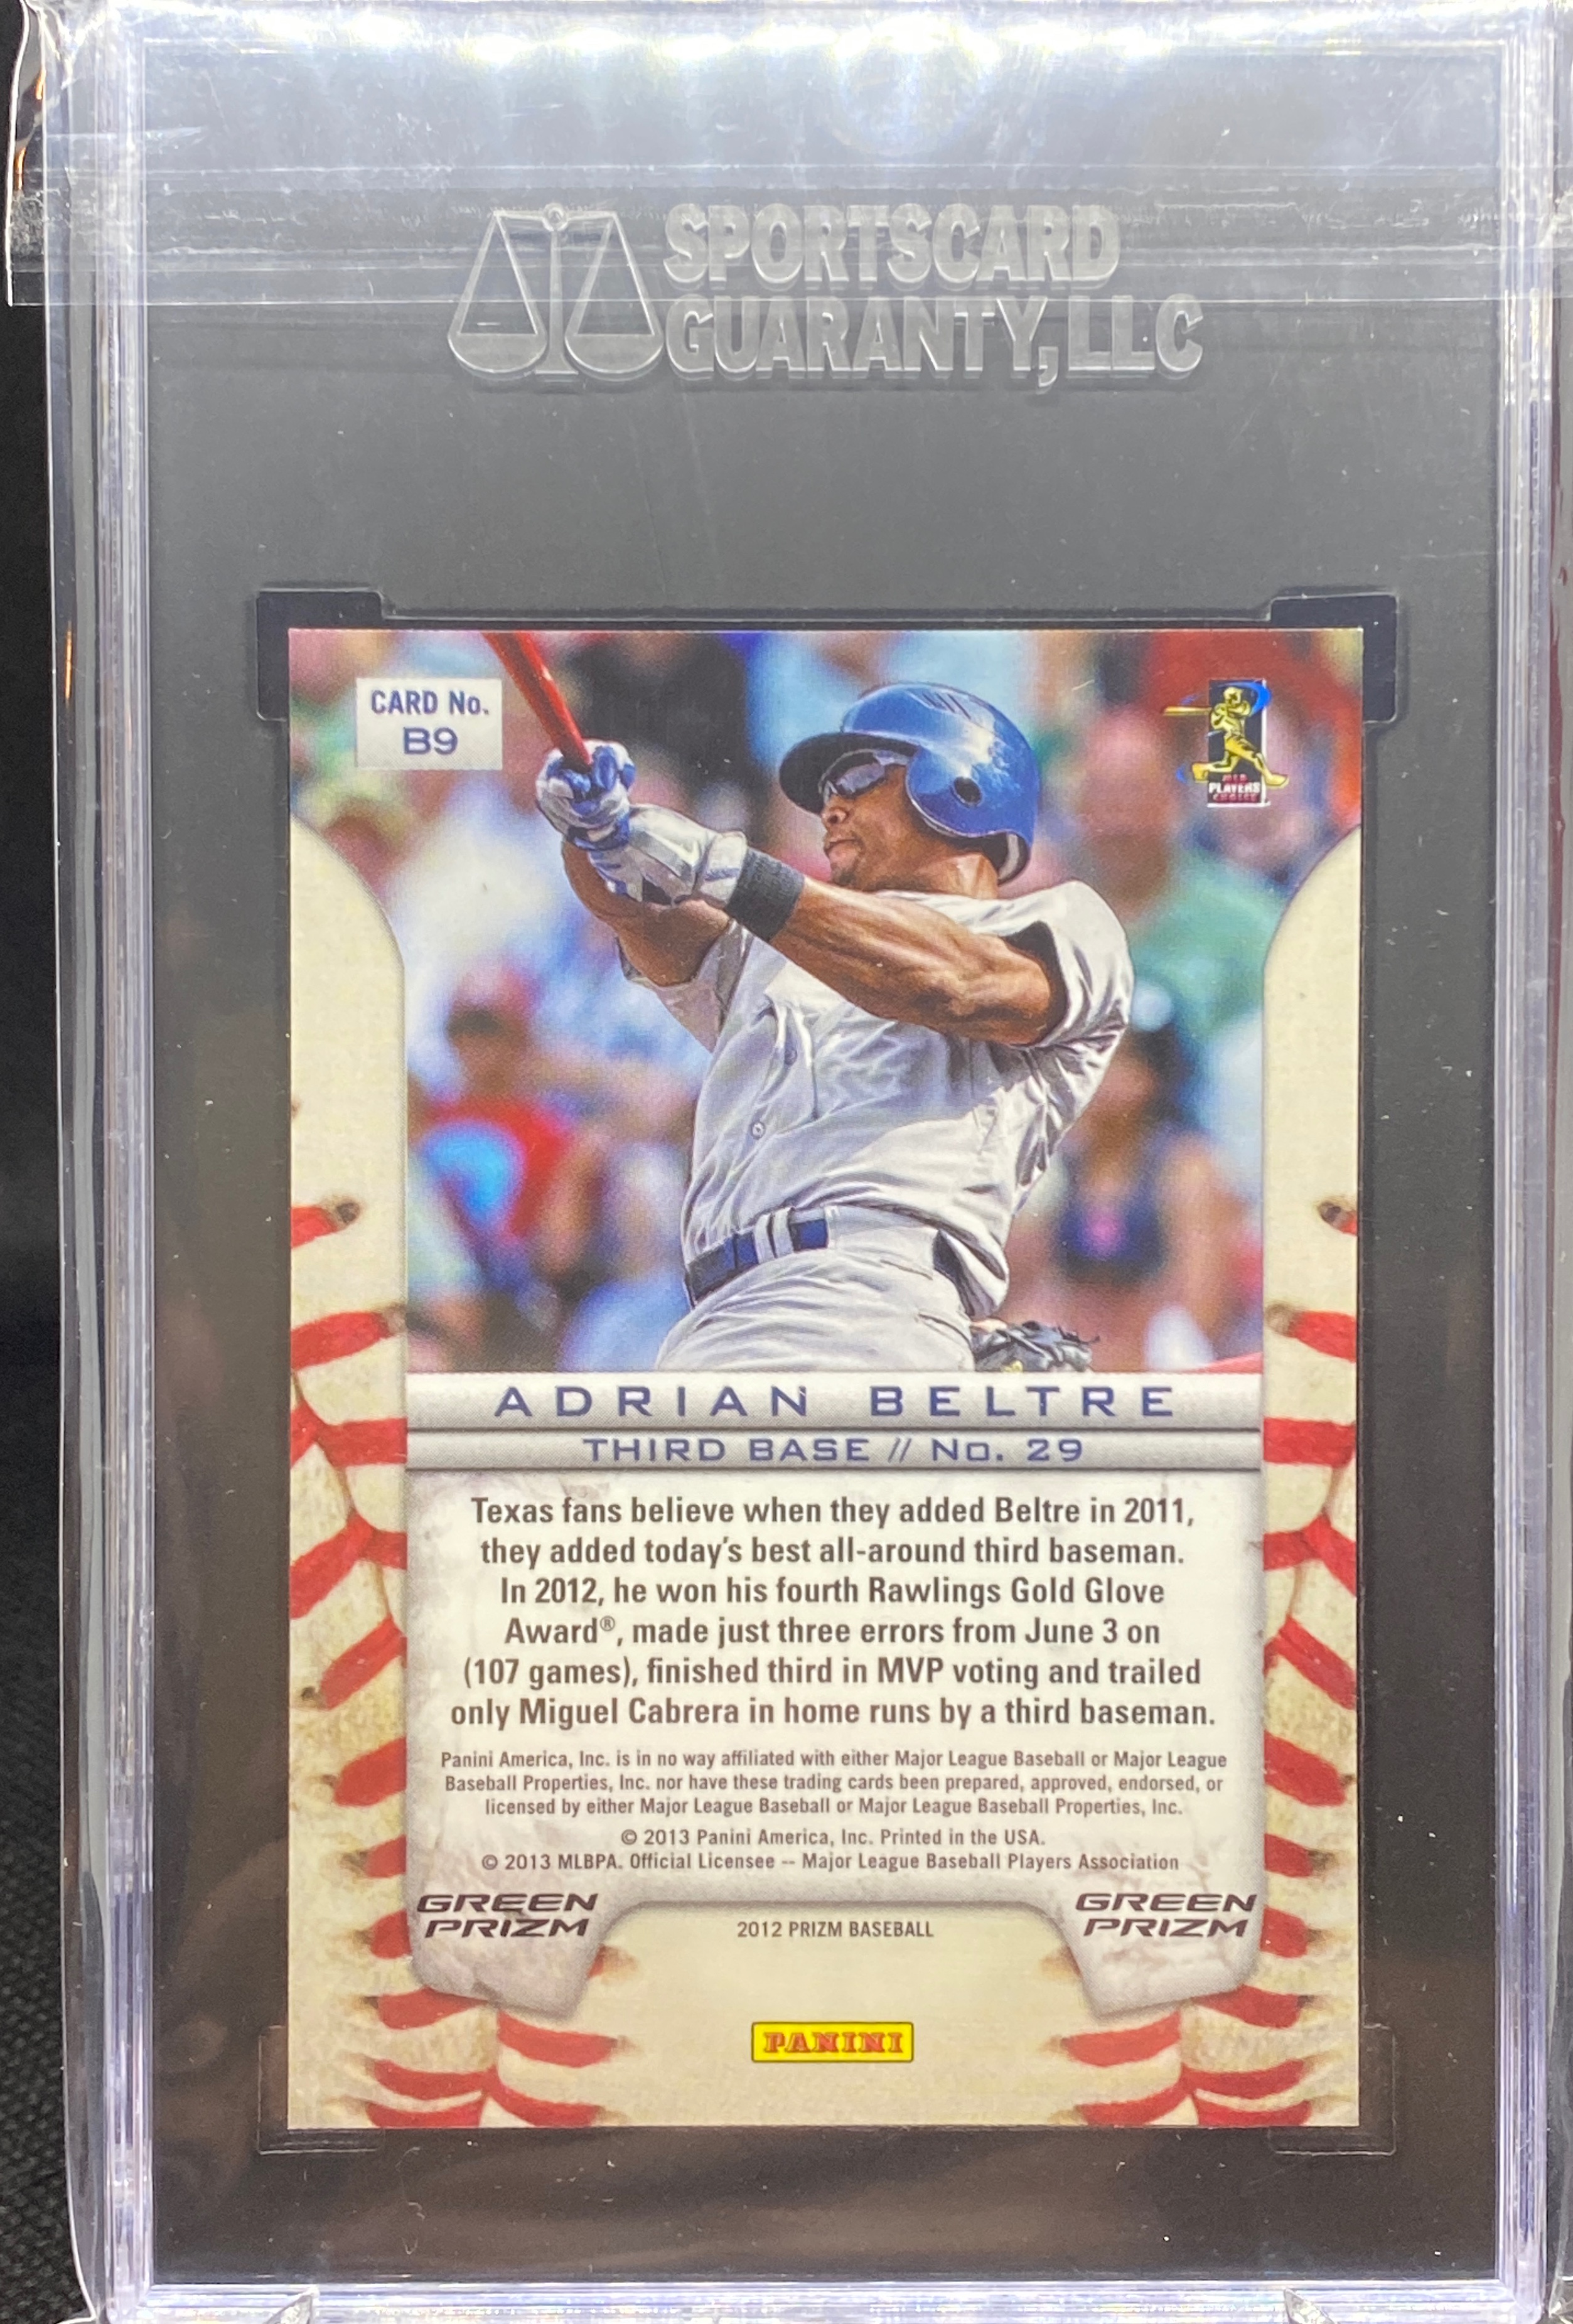 SPORTSCARD
GUARANTY, LLC
CARD No.
B9
MLB
PLAYERS
CHOICE
ADRIAN BELTRE
THIRD BASE // No. 29
Texas fans believe when they added Beltre in 2011,
they added today's best all-around third baseman.
In 2012, he won his fourth Rawlings Gold Glove
Award®, made just three errors from June 3 on
(107 games), finished third in MVP voting and trailed
only Miguel Cabrera in home runs by a third baseman.
Panini America, Inc. is in no way affiliated with either Major League Baseball or Major League
Baseball Properties, Inc. nor have these trading cards been prepared, approved, endorsed, or
licensed by either Major League Baseball or Major League Baseball Properties, Inc.
© 2013 Panini America, Inc. Printed in the USA.
© 2013 MLBPA. Official Licensee -- Major League Baseball Players Association
GREEN
PRIZM
2012 PRIZM BASEBALL
GREEN
PRIZM
PANINI